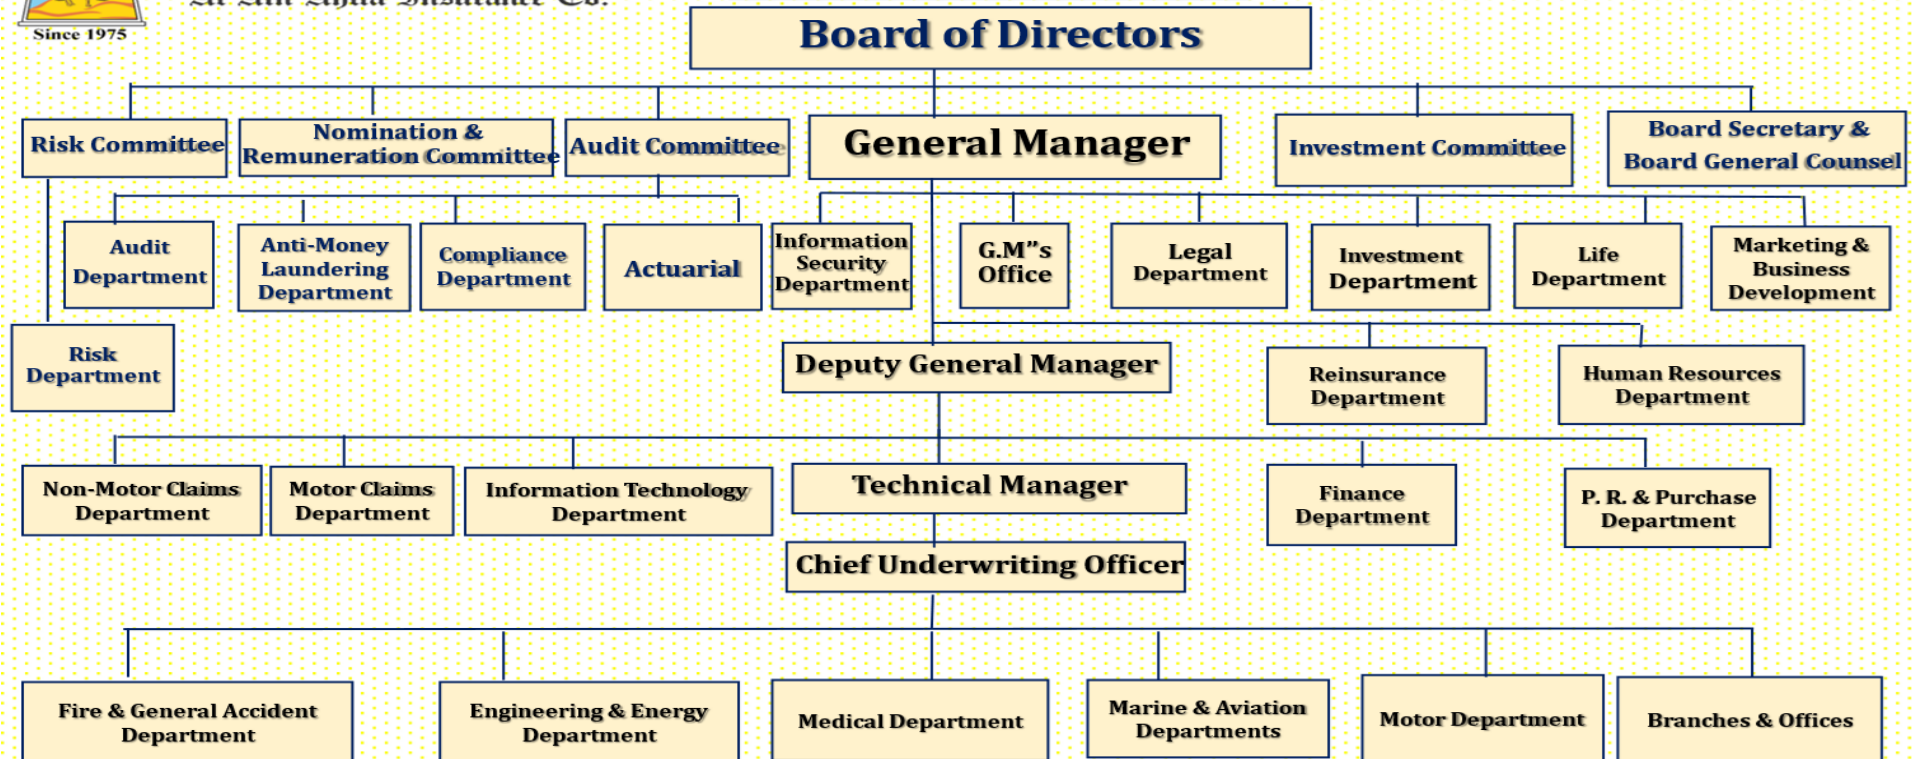 Since 1975
Board of Directors
Risk Committee
Nomination &
Remuneration Committee
Audit Committee
General Manager
Investment Committee
Board Secretary &
Board General Counsel
Audit
Department
Anti-Money
Laundering
Department
Compliance
Department
Actuarial
Information
Security
Department
G.M”s
Office
Legal
Department
Investment
Department
Life
Department
Marketing &
Business
Development
Risk
Department
Deputy General Manager
Reinsurance
Department
Human Resources
Department
Non-Motor Claims
Department
Motor Claims
Department
Information Technology
Department
Technical Manager
Finance
Department
P. R. & Purchase
Department
Chief Underwriting Officer
Fire & General Accident
Department
Engineering & Energy
Department
Medical Department
Marine & Aviation
Departments
Motor Department
Branches & Offices